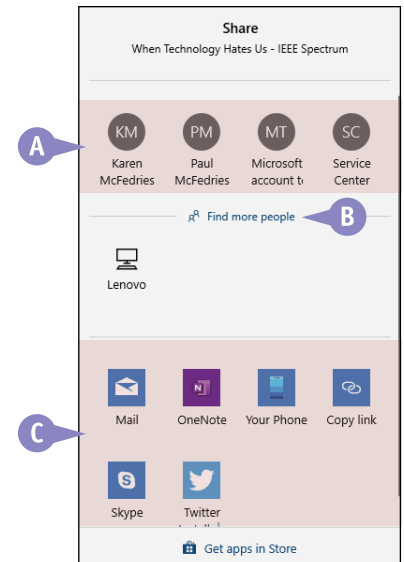 Share
When Technology Hates Us - IEEE Spectrum
KM PM MT SC
Karen McFedries
Paul McFedries
Microsoft account to
Service Center
A
Find more people
B
Lenovo
Mail OneNote Your Phone Copy link
C
Skype Twitter
Get apps in Store